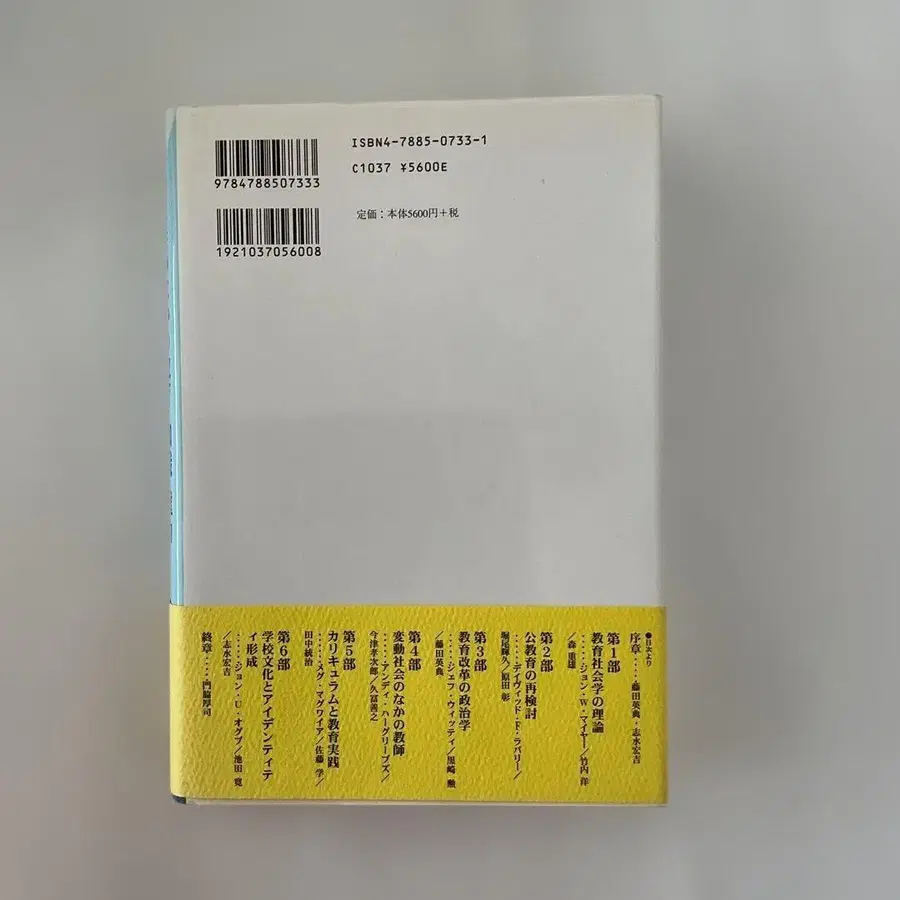 ISBN4-7885-0733-1
C1037 ¥5600E
9784788507333
定価：本体5600円＋税
1921037056008
●目次より
序章‥‥藤田英典・志水宏吉
第1部
教育社会学の理論
‥‥ジョン・W・マイヤー／竹内 洋
／森 重雄
第2部
公教育の再検討
‥‥デイヴィッド・F・ラバリー／
堀尾輝久／原田 彰
第3部
教育改革の政治学
‥‥ジェフ・ウィッティ／黒崎 勲
／藤田英典
第4部
変動社会のなかの教師
‥‥アンディ・ハーグリーブズ／
今津孝次郎／久冨善之
第5部
カリキュラムと教育実践
‥‥メグ・マグワイア／佐藤 学／
田中統治
第6部
学校文化とアイデンティテ
ィ形成
‥‥ジョン・U・オグブ／池田 寛
／志水宏吉
終章‥‥門脇厚司